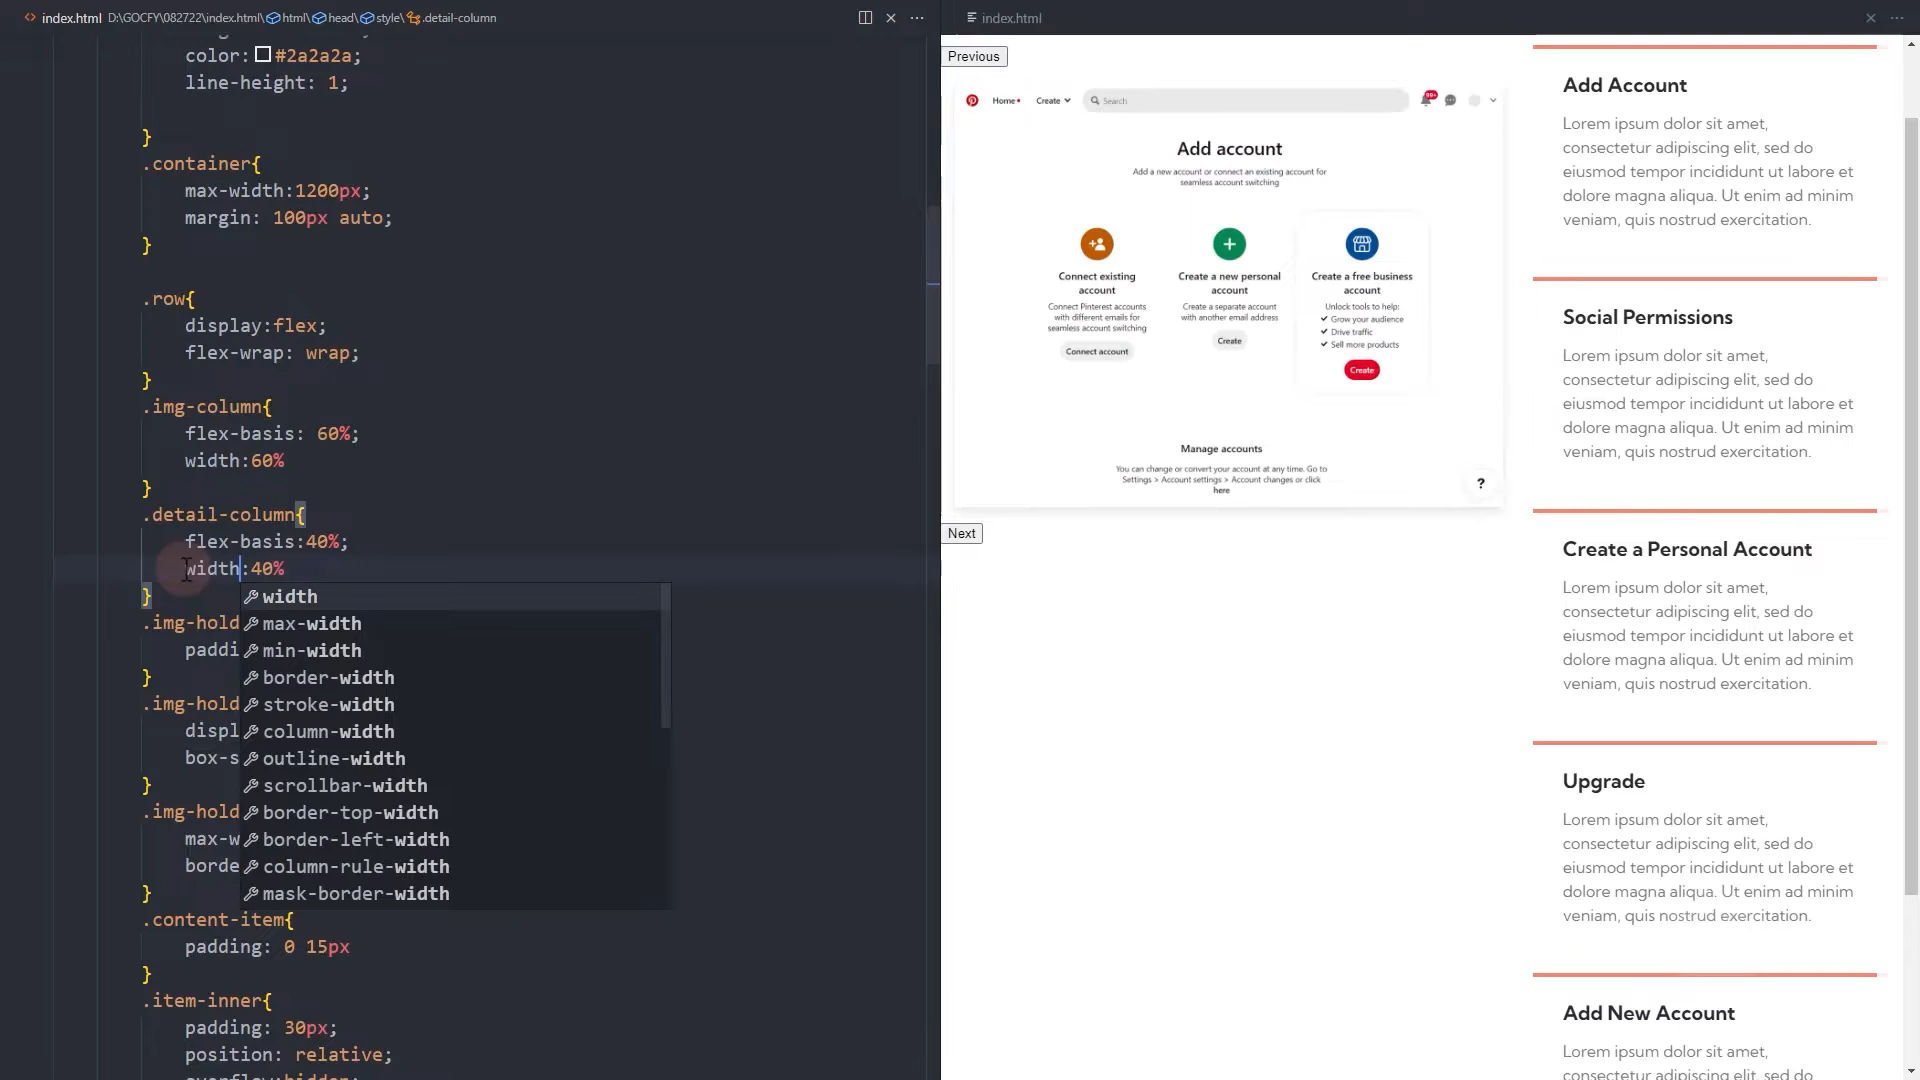 index.html D:\GOCFY\082722\index.html\html\head\style\.detail-column
color: #2a2a2a;
line-height: 1;
}
.container{
max-width:1200px;
margin: 100px auto;
}
.row{
display:flex;
flex-wrap: wrap;
}
.img-column{
flex-basis: 60%;
width:60%
}
.detail-column{
flex-basis:40%;
width:40%
}
.img-hold
paddi
}
.img-hold
displ
box-s
}
.img-hold
max-w
borde
}
.content-item{
padding: 0 15px
}
.item-inner{
padding: 30px;
position: relative;
overflow:hidden;
width
max-width
min-width
border-width
stroke-width
column-width
outline-width
scrollbar-width
border-top-width
border-left-width
column-rule-width
mask-border-width
index.html
Previous
Home
Create
Search
99+
Add account
Add a new account or connect an existing account for
seamless account switching
Connect existing
account
Connect Pinterest accounts
with different emails for
seamless account switching
Connect account
Create a new personal
account
Create a separate account
with another email address
Create
Create a free business
account
Unlock tools to help:
Grow your audience
Drive traffic
Sell more products
Create
Manage accounts
You can change or convert your account at any time. Go to
Settings > Account settings > Account changes or click
here
?
Next
Add Account
Lorem ipsum dolor sit amet,
consectetur adipiscing elit, sed do
eiusmod tempor incididunt ut labore et
dolore magna aliqua. Ut enim ad minim
veniam, quis nostrud exercitation.
Social Permissions
Lorem ipsum dolor sit amet,
consectetur adipiscing elit, sed do
eiusmod tempor incididunt ut labore et
dolore magna aliqua. Ut enim ad minim
veniam, quis nostrud exercitation.
Create a Personal Account
Lorem ipsum dolor sit amet,
consectetur adipiscing elit, sed do
eiusmod tempor incididunt ut labore et
dolore magna aliqua. Ut enim ad minim
veniam, quis nostrud exercitation.
Upgrade
Lorem ipsum dolor sit amet,
consectetur adipiscing elit, sed do
eiusmod tempor incididunt ut labore et
dolore magna aliqua. Ut enim ad minim
veniam, quis nostrud exercitation.
Add New Account
Lorem ipsum dolor sit amet,
consectetur adipiscing elit, sed do